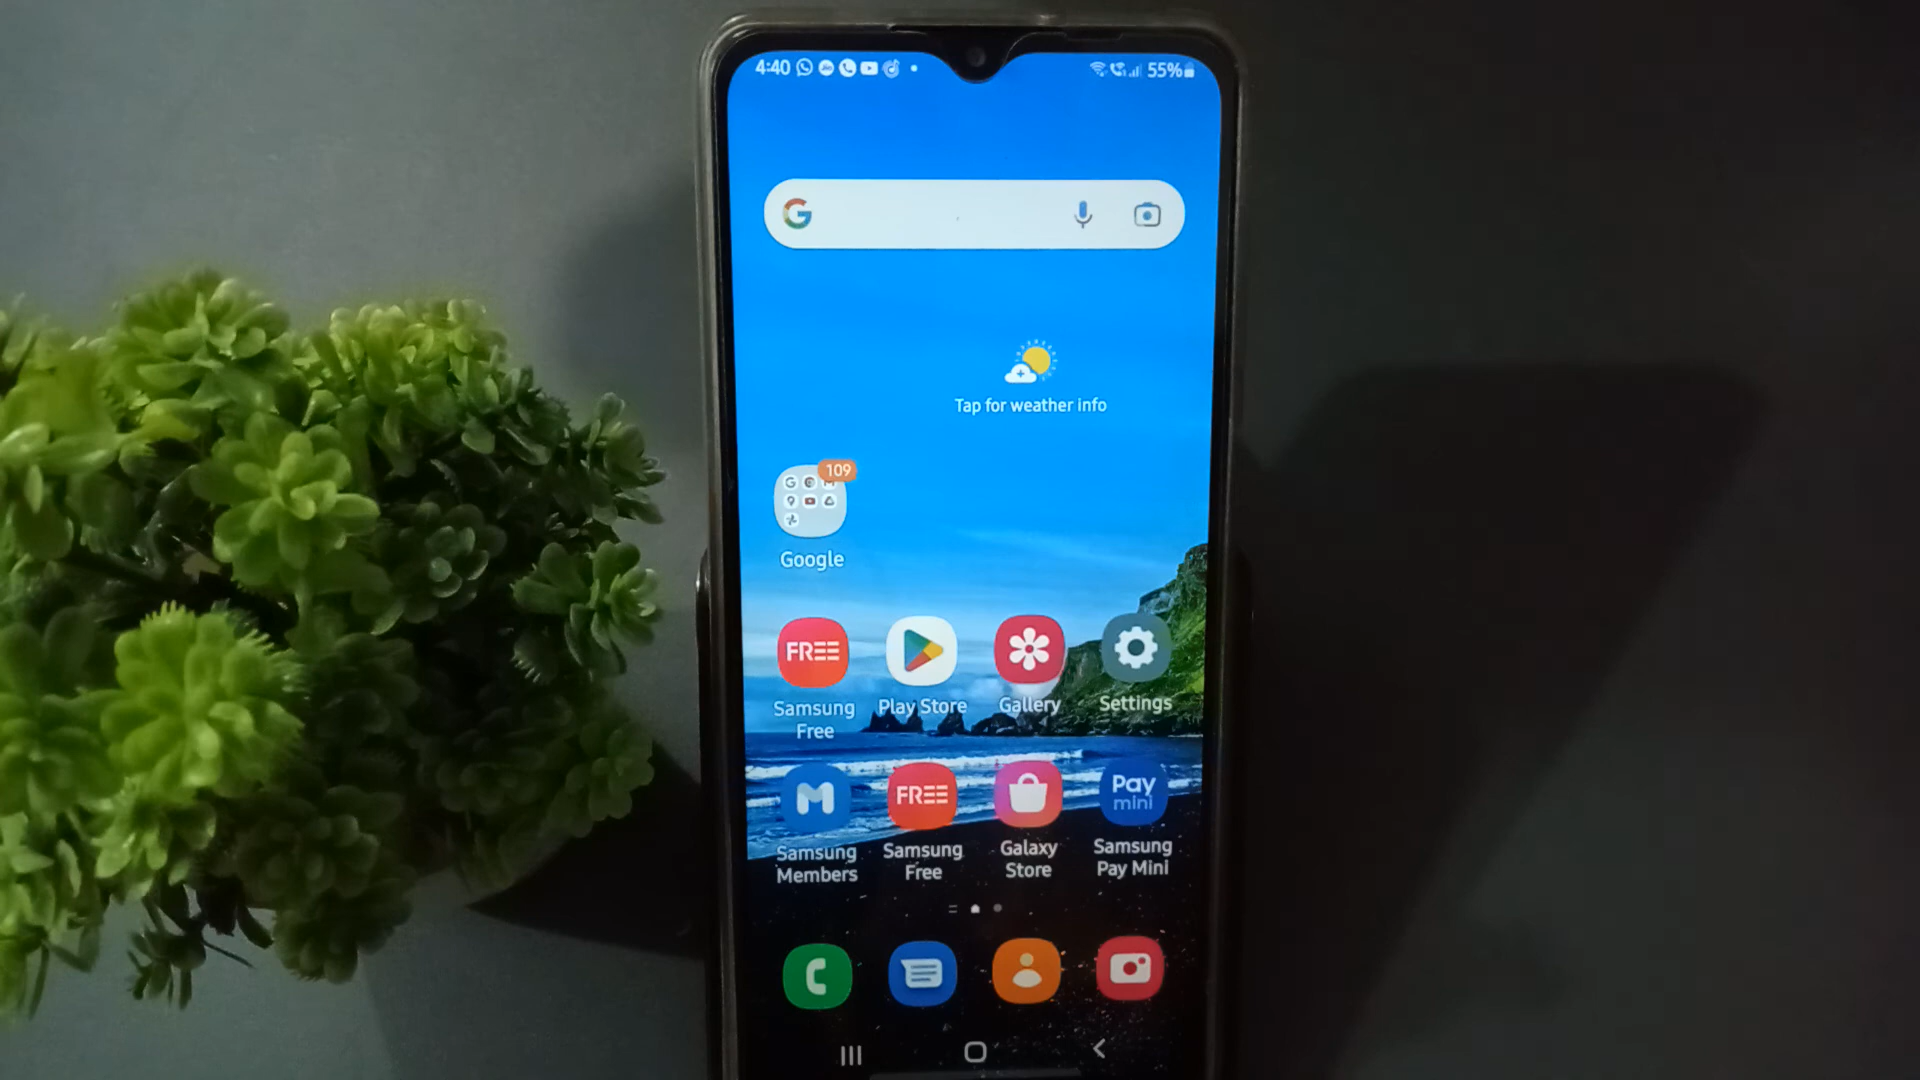 4:40
55%
Tap for weather info
109
Google
FREE
Samsung
Free
Play Store
Gallery
Settings
FREE
Pay
mini
Samsung
Members
Samsung
Free
Galaxy
Store
Samsung
Pay Mini